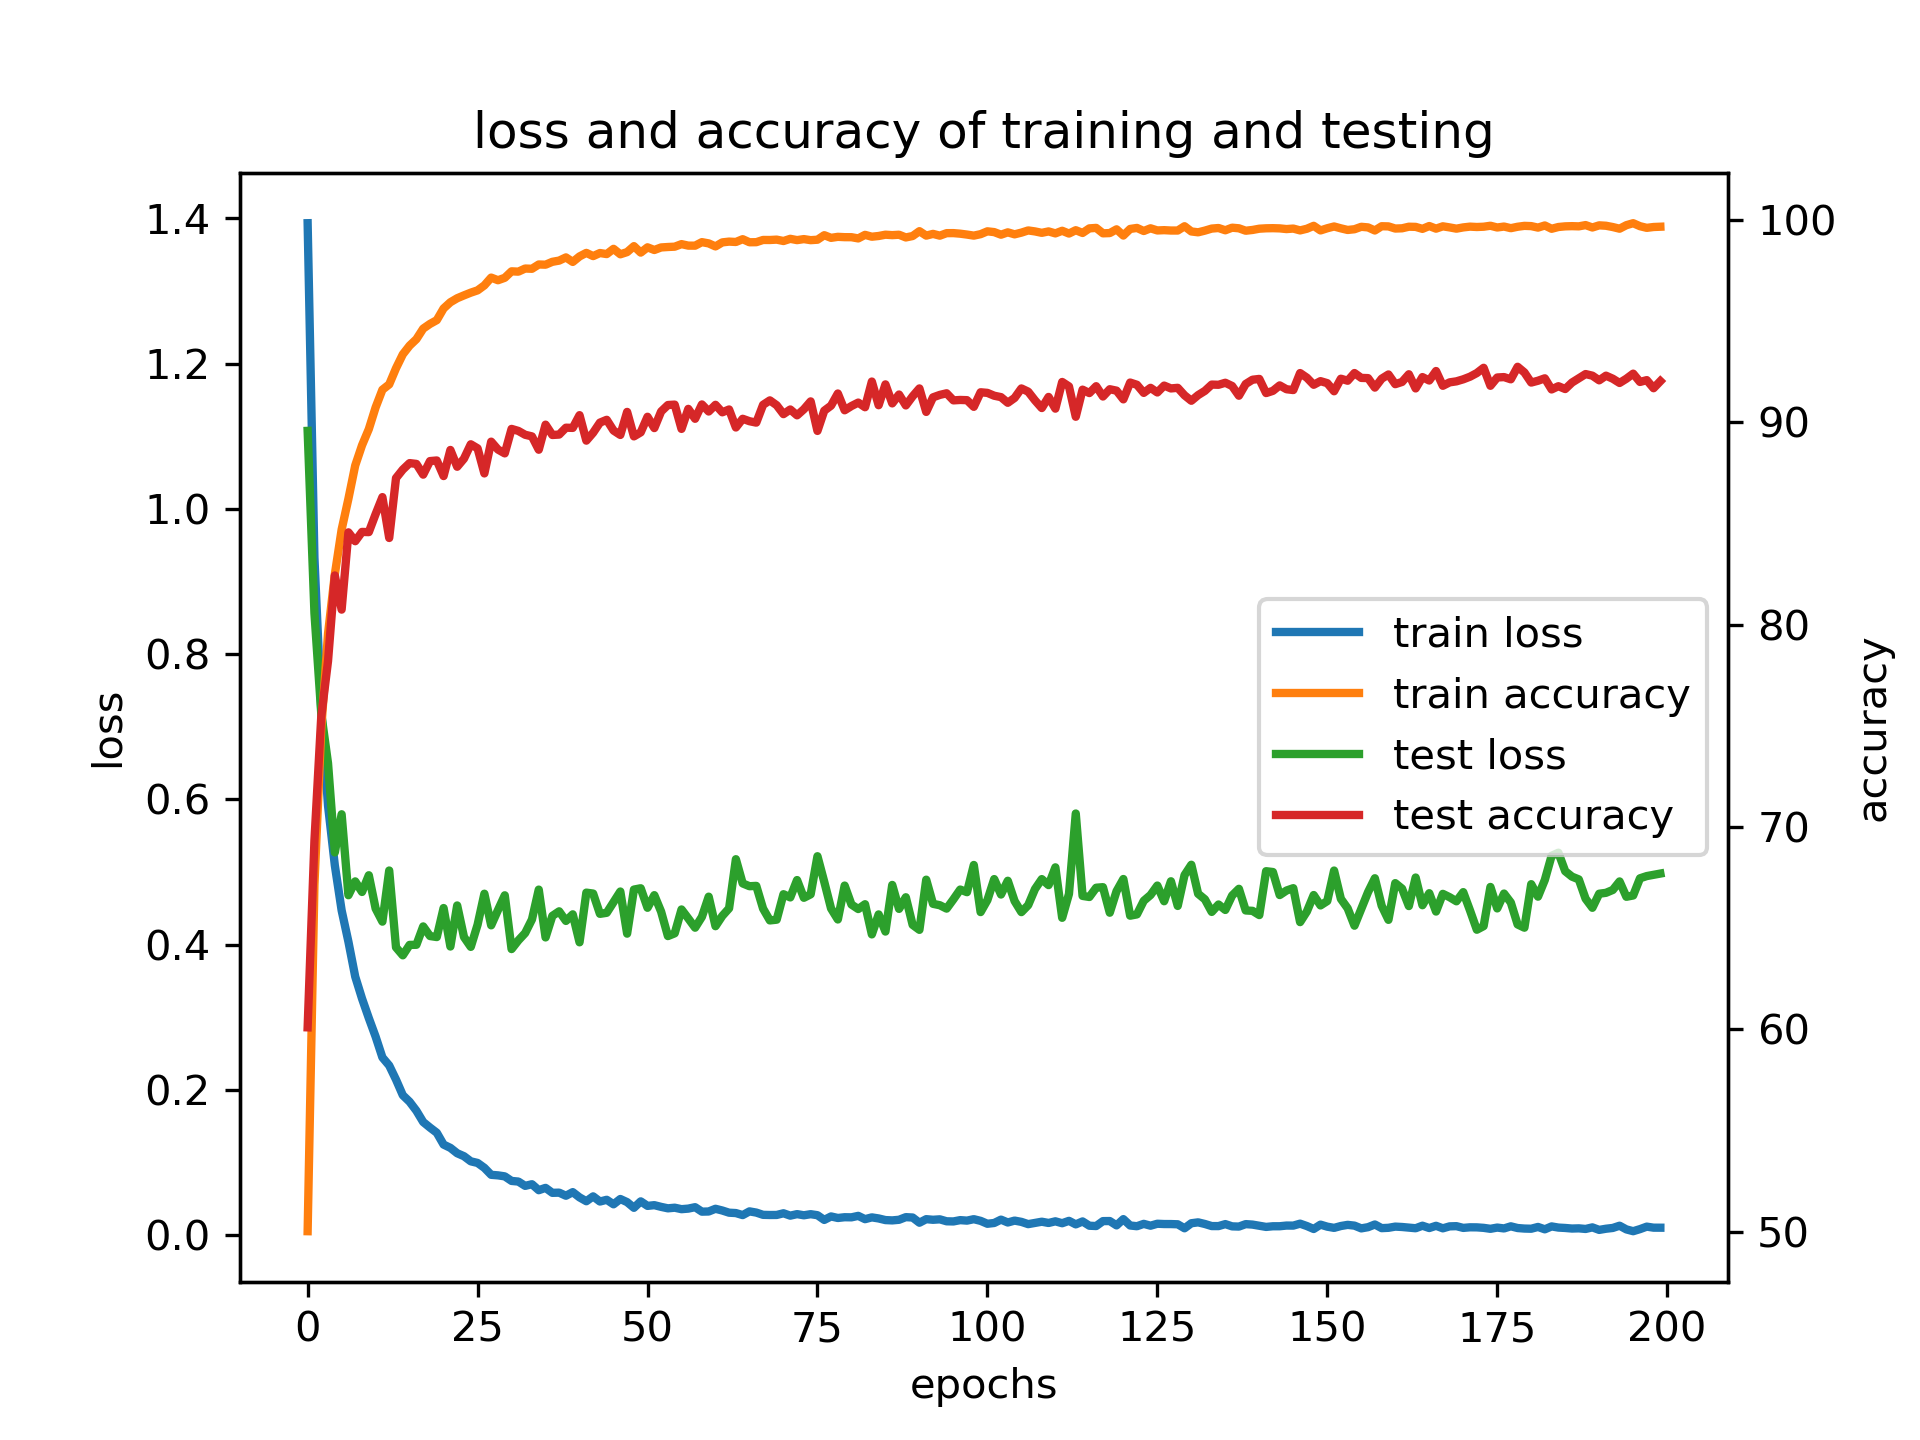 loss and accuracy of training and testing
1.4
1.2
1.0
0.8
0.6
0.4
0.2
0.0
loss
100
90
80
70
60
50
accuracy
train loss
train accuracy
test loss
test accuracy
0 25 50 75 100 125 150 175 200
epochs